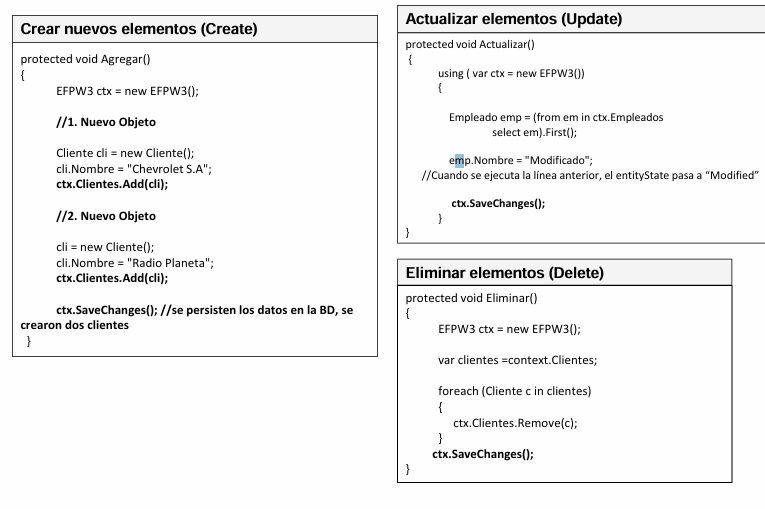 Crear nuevos elementos (Create)
protected void Agregar()
{
EFPW3 ctx = new EFPW3();
//1. Nuevo Objeto
Cliente cli = new Cliente();
cli.Nombre = "Chevrolet S.A";
ctx.Clientes.Add(cli);
//2. Nuevo Objeto
cli = new Cliente();
cli.Nombre = "Radio Planeta";
ctx.Clientes.Add(cli);
ctx.SaveChanges(); //se persisten los datos en la BD, se
crearon dos clientes
}
Actualizar elementos (Update)
protected void Actualizar()
{
using ( var ctx = new EFPW3())
{
Empleado emp = (from em in ctx.Empleados
select em).First();
emp.Nombre = "Modificado";
//Cuando se ejecuta la línea anterior, el entityState pasa a “Modified”
ctx.SaveChanges();
}
}
Eliminar elementos (Delete)
protected void Eliminar()
{
EFPW3 ctx = new EFPW3();
var clientes =context.Clientes;
foreach (Cliente c in clientes)
{
ctx.Clientes.Remove(c);
}
ctx.SaveChanges();
}